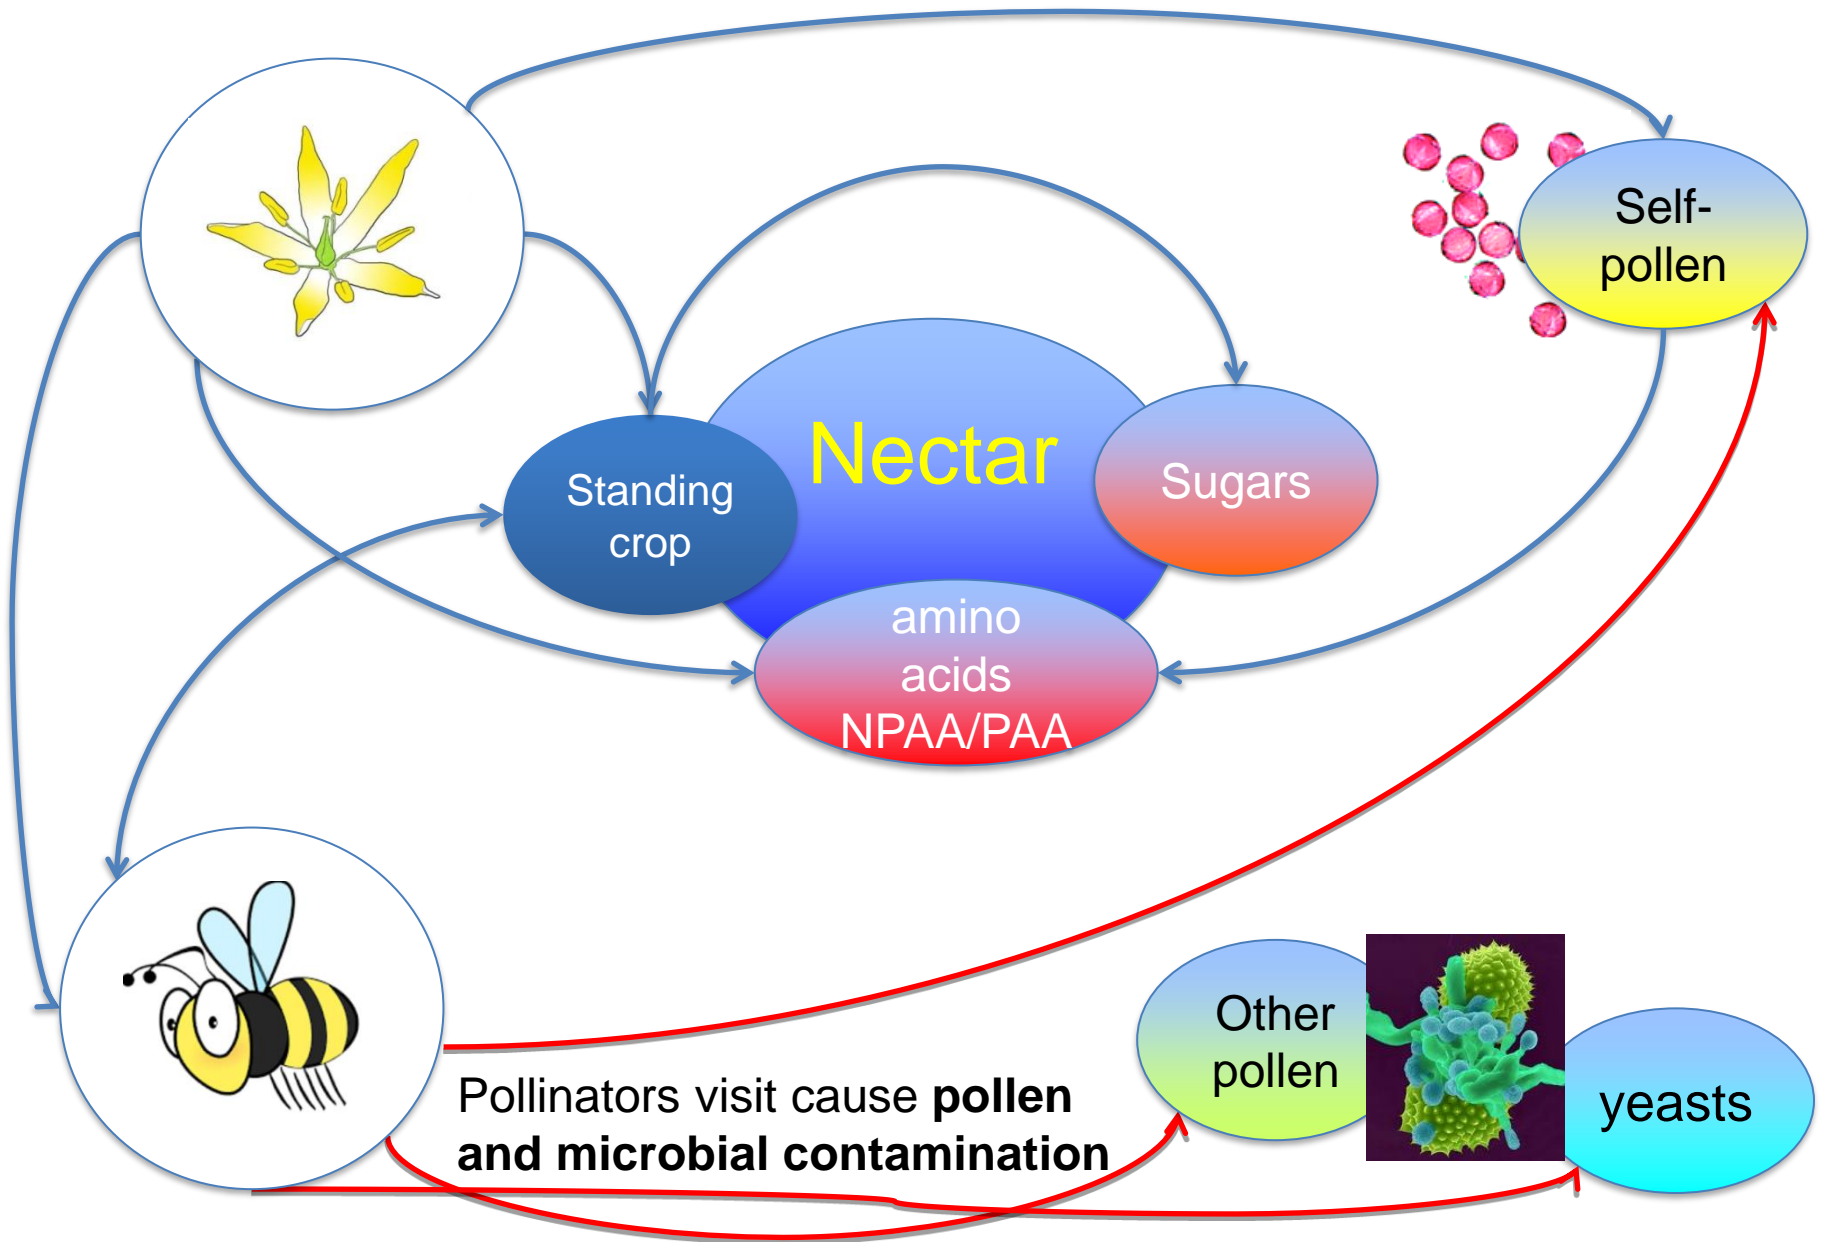 Self-
pollen
Nectar
Standing
crop
Sugars
amino
acids
NPAA/PAA
Other
pollen
yeasts
Pollinators visit cause pollen
and microbial contamination